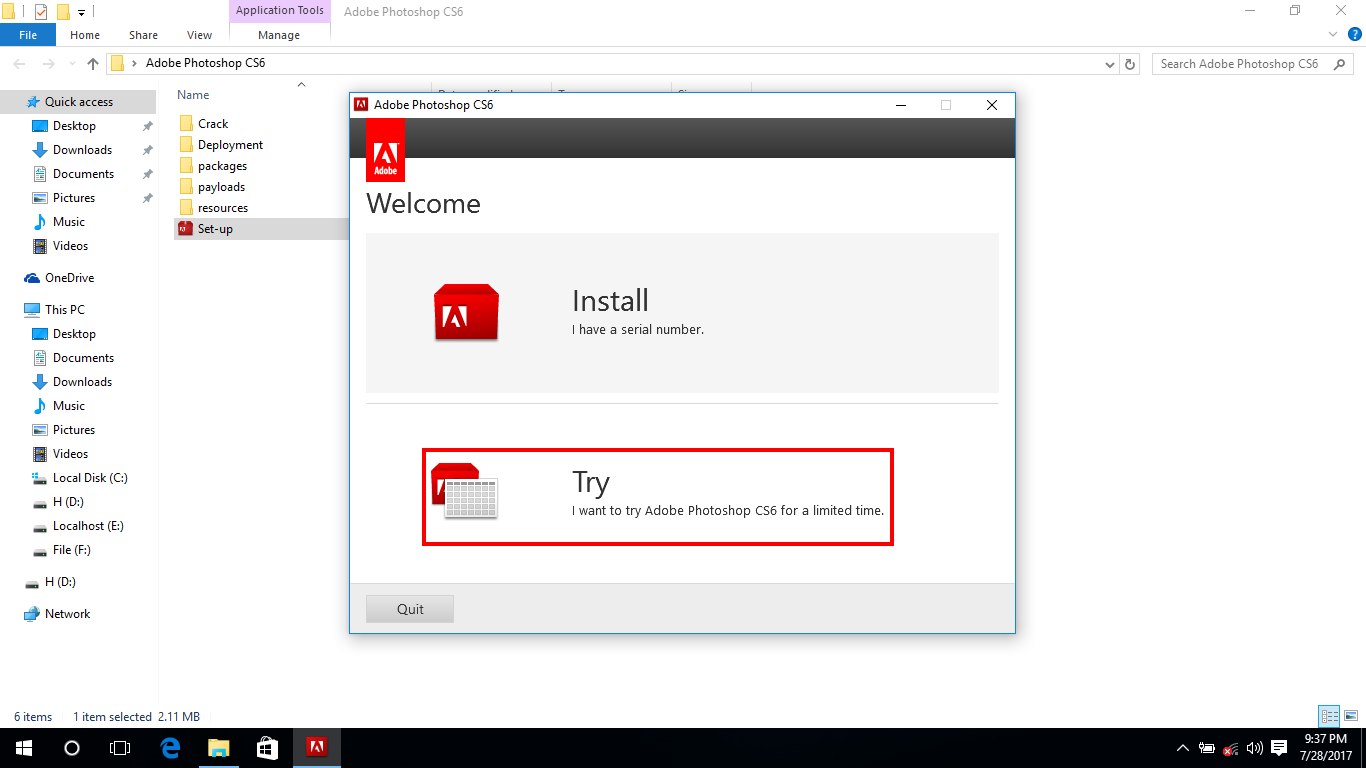 Application Tools
Adobe Photoshop CS6
File
Home
Share
View
Manage
Adobe Photoshop CS6
Search Adobe Photoshop CS6
Quick access
Desktop
Downloads
Documents
Pictures
Music
Videos
OneDrive
This PC
Desktop
Documents
Downloads
Music
Pictures
Videos
Local Disk (C:)
H (D:)
Localhost (E:)
File (F:)
H (D:)
Network
Name
Crack
Deployment
packages
payloads
resources
Set-up
Adobe Photoshop CS6
Adobe
Welcome
Install
I have a serial number.
Try
I want to try Adobe Photoshop CS6 for a limited time.
Quit
6 items
1 item selected 2.11 MB
9:37 PM
7/28/2017